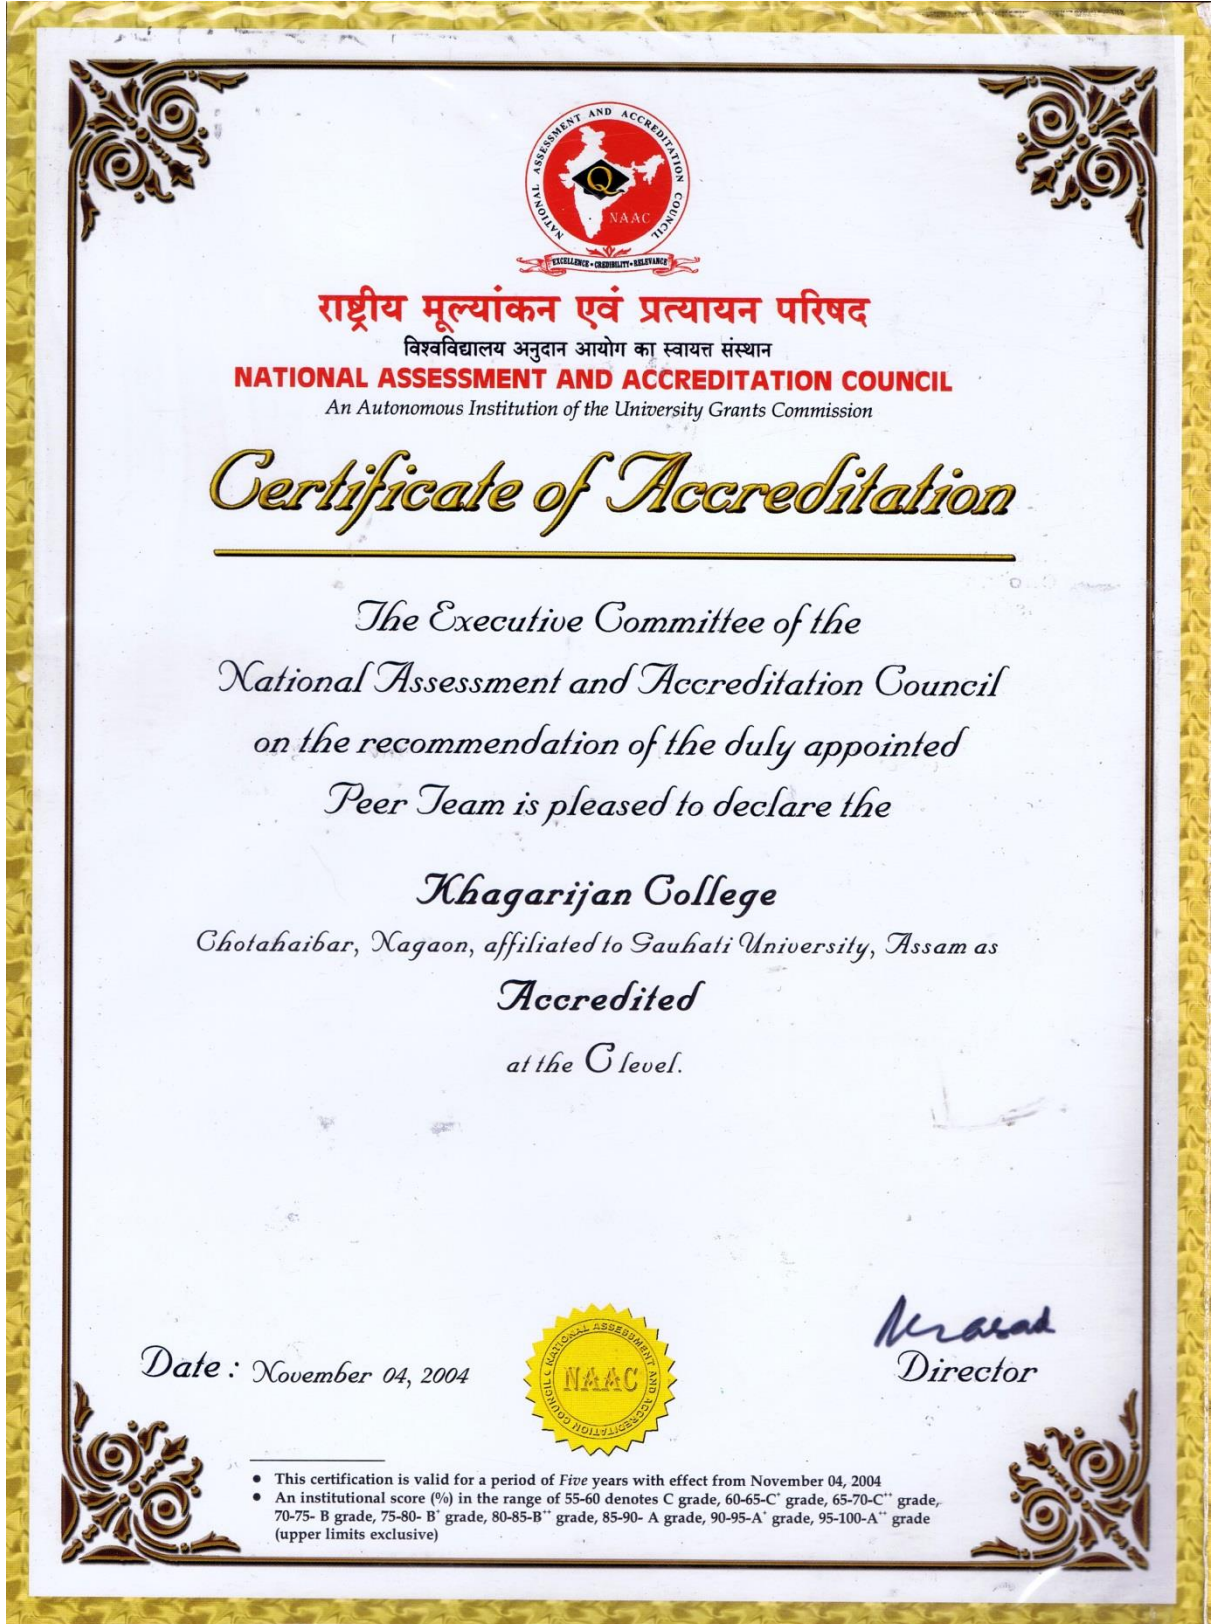 NATIONAL ASSESSMENT AND ACCREDITATION COUNCIL
Q
NAAC
EXCELLENCE • CREDIBILITY • RELEVANCE
राष्ट्रीय मूल्यांकन एवं प्रत्यायन परिषद
विश्वविद्यालय अनुदान आयोग का स्वायत्त संस्थान
NATIONAL ASSESSMENT AND ACCREDITATION COUNCIL
An Autonomous Institution of the University Grants Commission
Certificate of Accreditation
The Executive Committee of the
National Assessment and Accreditation Council
on the recommendation of the duly appointed
Peer Team is pleased to declare the
Khagarijan College
Chotahaibar, Nagaon, affiliated to Gauhati University, Assam as
Accredited
at the C level.
Date : November 04, 2004
NATIONAL ASSESSMENT AND ACCREDITATION COUNCIL
NAAC
Director
• This certification is valid for a period of Five years with effect from November 04, 2004
• An institutional score (%) in the range of 55-60 denotes C grade, 60-65-C⁺ grade, 65-70-C⁺⁺ grade,
70-75- B grade, 75-80- B⁺ grade, 80-85-B⁺⁺ grade, 85-90- A grade, 90-95-A⁺ grade, 95-100-A⁺⁺ grade
(upper limits exclusive)